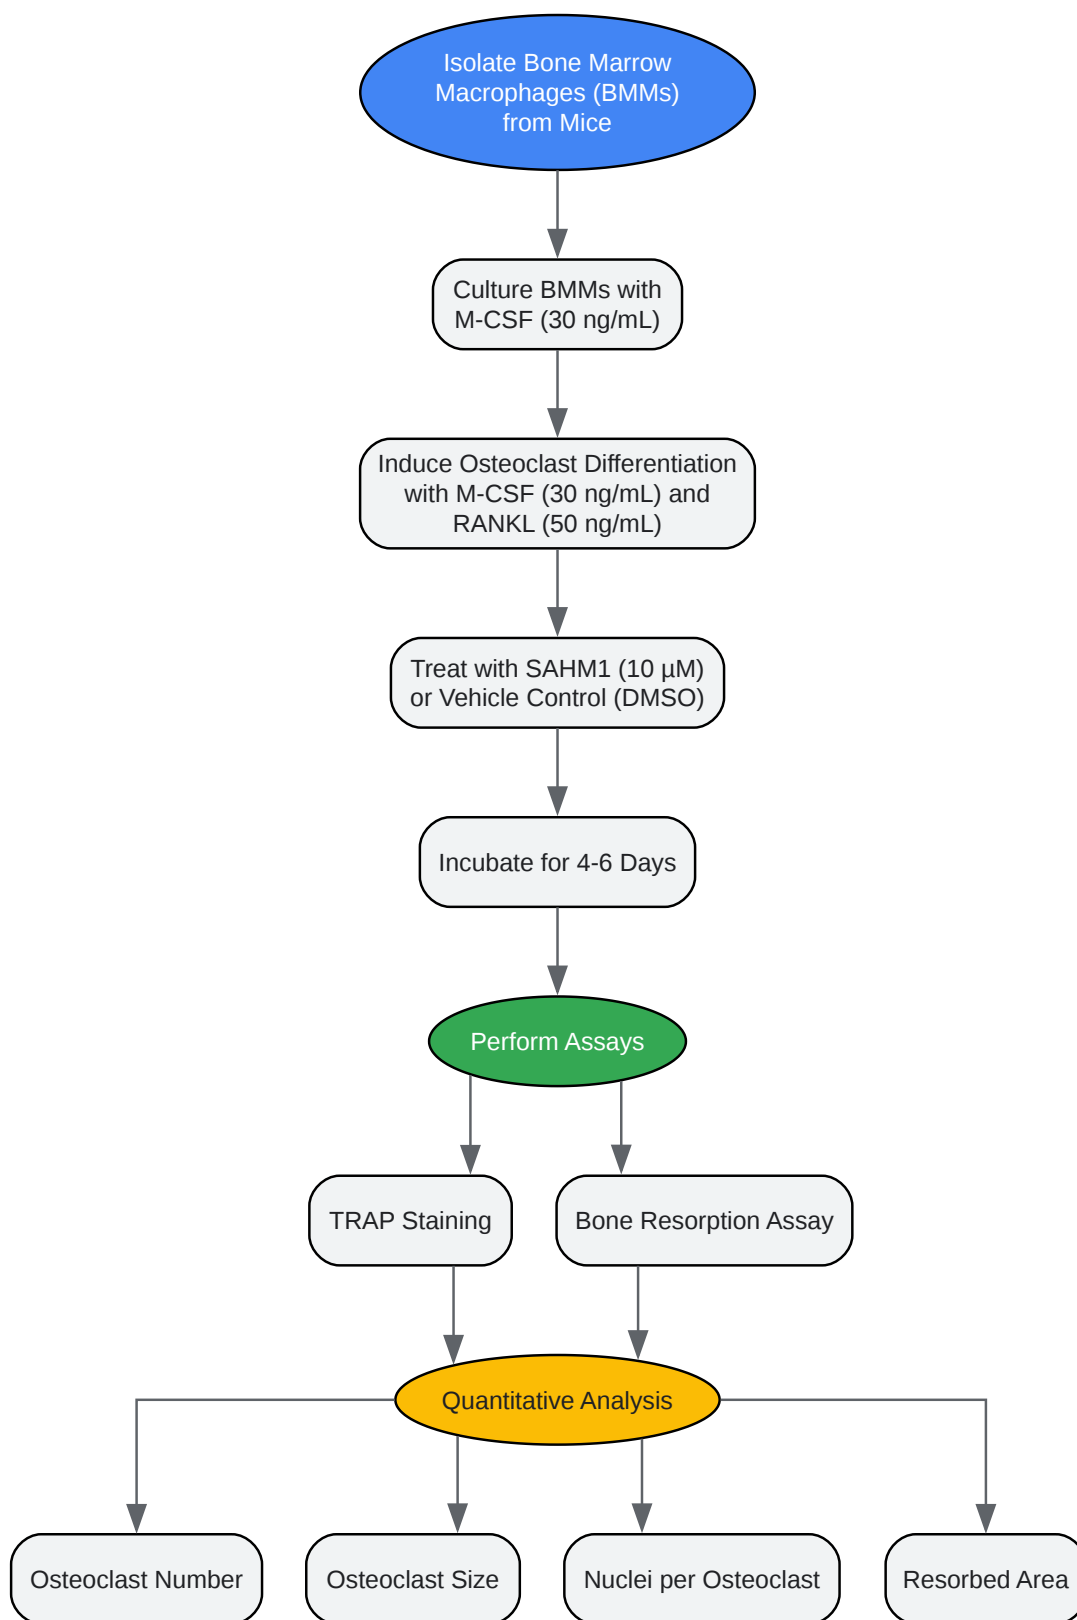 Isolate Bone Marrow
Macrophages (BMMs)
from Mice
Culture BMMs with
M-CSF (30 ng/mL)
Induce Osteoclast Differentiation
with M-CSF (30 ng/mL) and
RANKL (50 ng/mL)
Treat with SAHM1 (10 µM)
or Vehicle Control (DMSO)
Incubate for 4-6 Days
Perform Assays
TRAP Staining
Bone Resorption Assay
Quantitative Analysis
Osteoclast Number
Osteoclast Size
Nuclei per Osteoclast
Resorbed Area